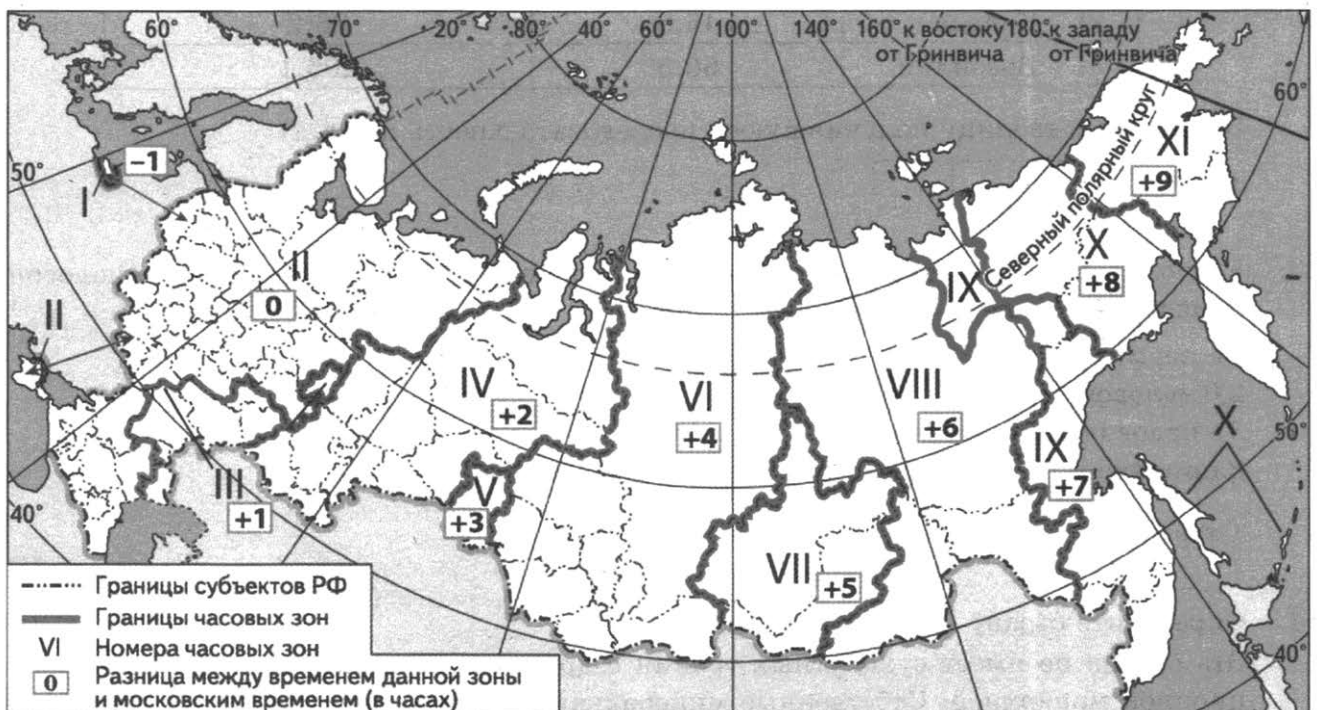 60° 70° 20° 40° 60° 100° 140° 160° к востоку от Гринвича
180° к западу от Гринвича
60°
50°
−1
I
II
0
II
40°
III
+1
IV
+2
V
+3
VI
+4
VII
+5
VIII
+6
IX
IX
+7
X
+8
XI
+9
Северный полярный круг
X
50°
40°
80°
100°
120°
Границы субъектов РФ
Границы часовых зон
VI Номера часовых зон
0 Разница между временем данной зоны
и московским временем (в часах)